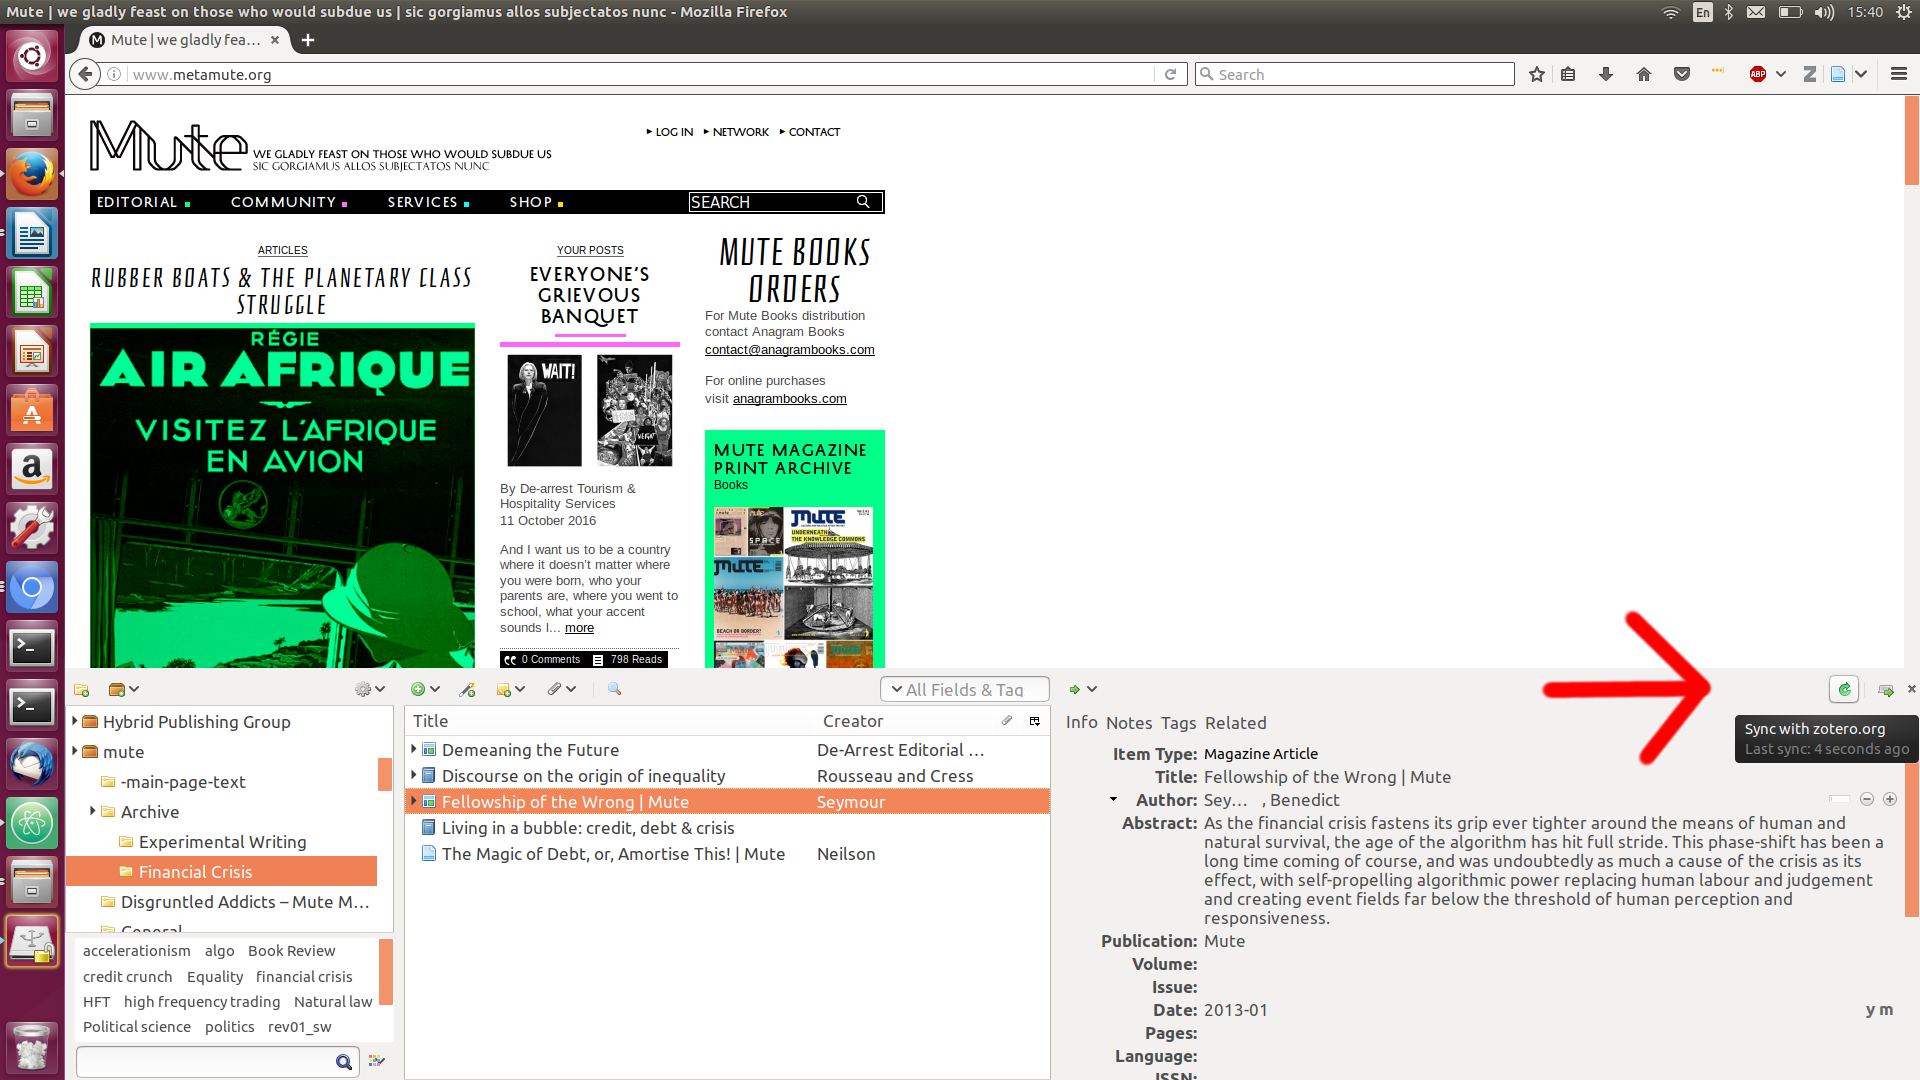 Mute | we gladly feast on those who would subdue us | sic gorgiamus allos subjectatos nunc - Mozilla Firefox
En
15:40
Mute | we gladly fea...
www.metamute.org
Search
ABP
Z
Mute
WE GLADLY FEAST ON THOSE WHO WOULD SUBDUE US
SIC GORGIAMUS ALLOS SUBJECTATOS NUNC
LOG IN
NETWORK
CONTACT
EDITORIAL
COMMUNITY
SERVICES
SHOP
SEARCH
ARTICLES
RUBBER BOATS & THE PLANETARY CLASS
STRUGGLE
RÉGIE
AIR AFRIQUE
VISITEZ L'AFRIQUE
EN AVION
YOUR POSTS
EVERYONE'S
GRIEVOUS
BANQUET
WAIT!
By De-arrest Tourism &
Hospitality Services
11 October 2016
And I want us to be a country
where it doesn't matter where
you were born, who your
parents are, where you went to
school, what your accent
sounds l... more
0 Comments
798 Reads
MUTE BOOKS
ORDERS
For Mute Books distribution
contact Anagram Books
contact@anagrambooks.com
For online purchases
visit anagrambooks.com
MUTE MAGAZINE
PRINT ARCHIVE
Books
SPACE
MUTE
UNDERNEATH
THE KNOWLEDGE COMMONS
MUTE
BEACH OR BORDER?
All Fields & Tag
Hybrid Publishing Group
mute
-main-page-text
Archive
Experimental Writing
Financial Crisis
Disgruntled Addicts – Mute M...
General
accelerationism algo Book Review
credit crunch Equality financial crisis
HFT high frequency trading Natural law
Political science politics rev01_sw
Title Creator
Demeaning the Future De-Arrest Editorial ...
Discourse on the origin of inequality Rousseau and Cress
Fellowship of the Wrong | Mute Seymour
Living in a bubble: credit, debt & crisis
The Magic of Debt, or, Amortise This! | Mute Neilson
Sync with zotero.org
Last sync: 4 seconds ago
Info Notes Tags Related
Item Type: Magazine Article
Title: Fellowship of the Wrong | Mute
Author: Sey... , Benedict
Abstract: As the financial crisis fastens its grip ever tighter around the means of human and
natural survival, the age of the algorithm has hit full stride. This phase-shift has been a
long time coming of course, and was undoubtedly as much a cause of the crisis as its
effect, with self-propelling algorithmic power replacing human labour and judgement
and creating event fields far below the threshold of human perception and
responsiveness.
Publication: Mute
Volume:
Issue:
Date: 2013-01
y m
Pages:
Language:
ISSN: